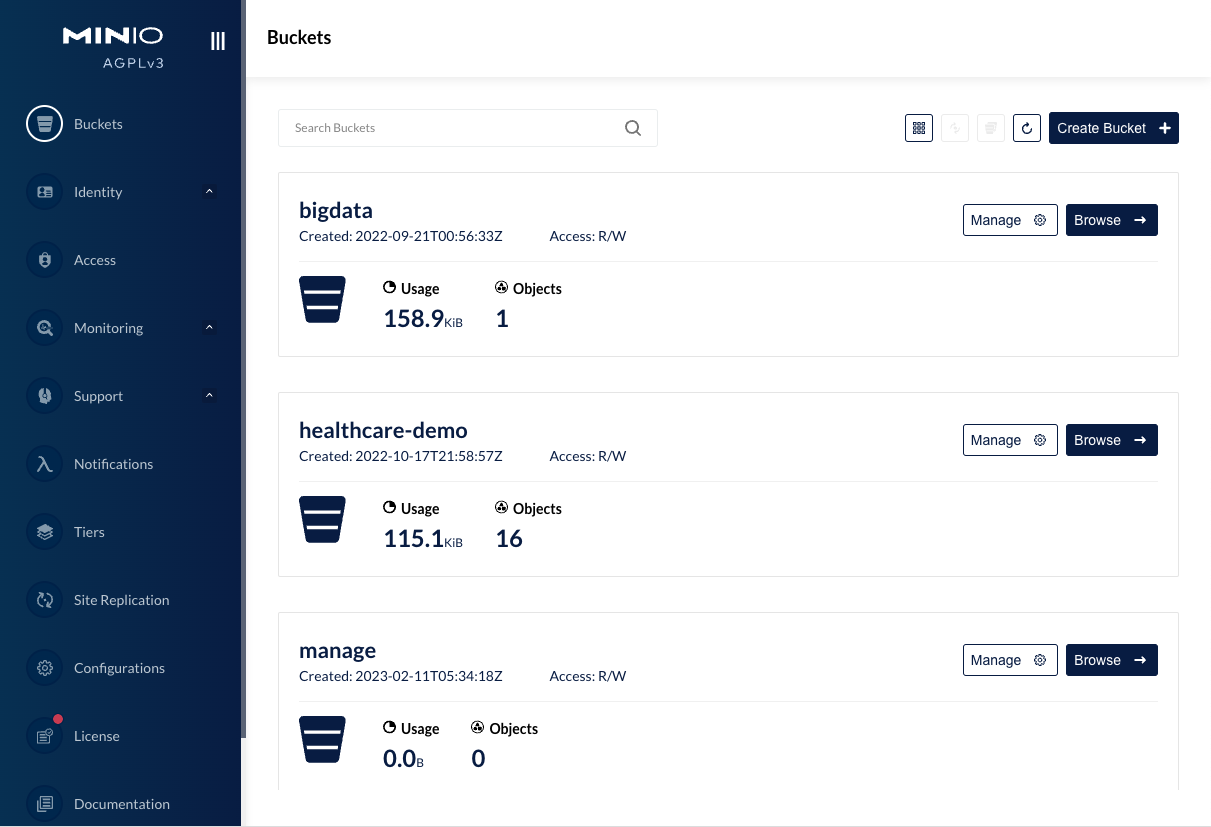 MINIO
AGPLv3
Buckets
Identity
Access
Monitoring
Support
Notifications
Tiers
Site Replication
Configurations
License
Documentation
Buckets
Search Buckets
Create Bucket
bigdata
Created: 2022-09-21T00:56:33Z Access: R/W
Manage Browse
Usage Objects
158.9KiB 1
healthcare-demo
Created: 2022-10-17T21:58:57Z Access: R/W
Manage Browse
Usage Objects
115.1KiB 16
manage
Created: 2023-02-11T05:34:18Z Access: R/W
Manage Browse
Usage Objects
0.0B 0